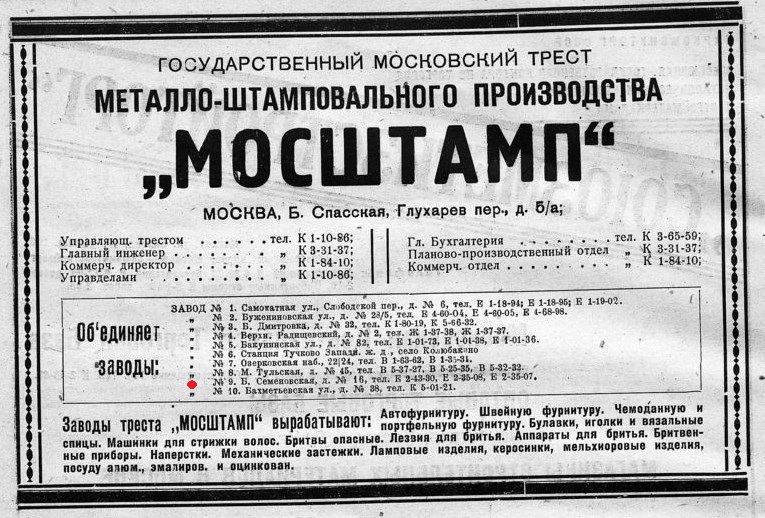 ГОСУДАРСТВЕННЫЙ МОСКОВСКИЙ ТРЕСТ
МЕТАЛЛО-ШТАМПОВАЛЬНОГО ПРОИЗВОДСТВА
„МОСШТАМП“
МОСКВА, Б. Спасская, Глухарев пер., д. б/а;
Управляющ. трестом . . . . . . тел. К 1-10-86;
Главный инженер . . . . . . . „ К 3-31-37;
Коммерч. директор . . . . . . „ К 1-84-10;
Управделами . . . . . . . . . „ К 1-10-86;
Гл. Бухгалтерия . . . . . . . тел. К 3-65-59;
Планово-производственный отдел „ К 3-31-37;
Коммерч. отдел . . . . . . . . „ К 1-84-10;
Об'единяет
заводы:
ЗАВОД № 1. Самокатная ул., Слободской пер., д. № 6, тел. Е 1-18-94; Е 1-18-95; Е 1-19-02.
„ № 2. Бужениновская ул., № 28/5, тел. Е 4-60-04, Е 4-60-05, Е 4-68-98.
„ № 3. Б. Дмитровка, д. № 32, тел. К 1-80-19, К 5-66-32.
„ № 4. Верхн. Радищевский, д. № 2, тел. Ж 1-37-38, Ж 1-37-37.
„ № 5. Бакунинская ул., д. № 82, тел. Е 1-01-73, Е 1-01-38, Е 1-01-36.
„ № 6. Станция Тучково Западн. ж. д., село Колюбакино
„ № 7. Озерковская наб., 22|24, тел. В 1-63-62, В 1-35-31.
„ № 8. М. Тульская, д. № 45, тел. В 5-37-27, В 5-25-35, В 5-32-32.
„ № 9. Б. Семеновская, д. № 16, тел. Е 2-43-30, Е 2-35-08, Е 2-35-07.
„ № 10. Бахметьевская ул., д. № 38, тел. К 5-01-21.
Заводы треста „МОСШТАМП“ вырабатывают: Автофурнитуру. Швейную фурнитуру. Чемоданную и
портфельную фурнитуру. Булавки, иголки и вязальные
спицы. Машинки для стрижки волос. Бритвы опасные. Лезвия для бритья. Аппараты для бритья. Бритвен-
ные приборы. Наперстки. Механические застежки. Ламповые изделия, керосинки, мельхиоровые изделия,
посуду алюм., эмалиров. и оцинкован.